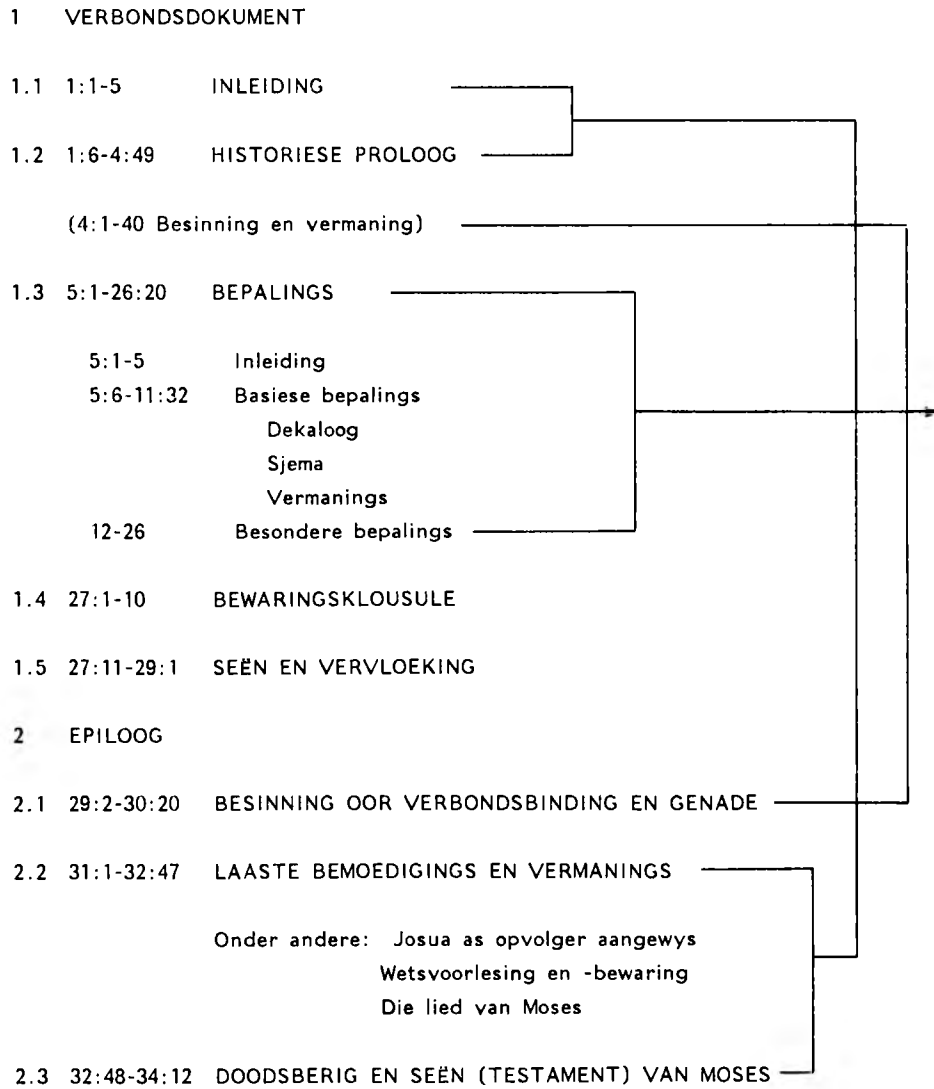 1 VERBONDSDOKUMENT
1.1 1:1-5 INLEIDING
1.2 1:6-4:49 HISTORIESE PROLOOG
(4:1-40 Besinning en vermaning)
1.3 5:1-26:20 BEPALINGS
5:1-5 Inleiding
5:6-11:32 Basiese bepalings
Dekaloog
Sjema
Vermanings
12-26 Besondere bepalings
1.4 27:1-10 BEWARINGSKLOUSULE
1.5 27:11-29:1 SEËN EN VERVLOEKING
2 EPILOOG
2.1 29:2-30:20 BESINNING OOR VERBONDSBINDING EN GENADE
2.2 31:1-32:47 LAASTE BEMOEDIGINGS EN VERMANINGS
Onder andere: Josua as opvolger aangewys
Wetsvoorlesing en -bewaring
Die lied van Moses
2.3 32:48-34:12 DOODSBERIG EN SEËN (TESTAMENT) VAN MOSES